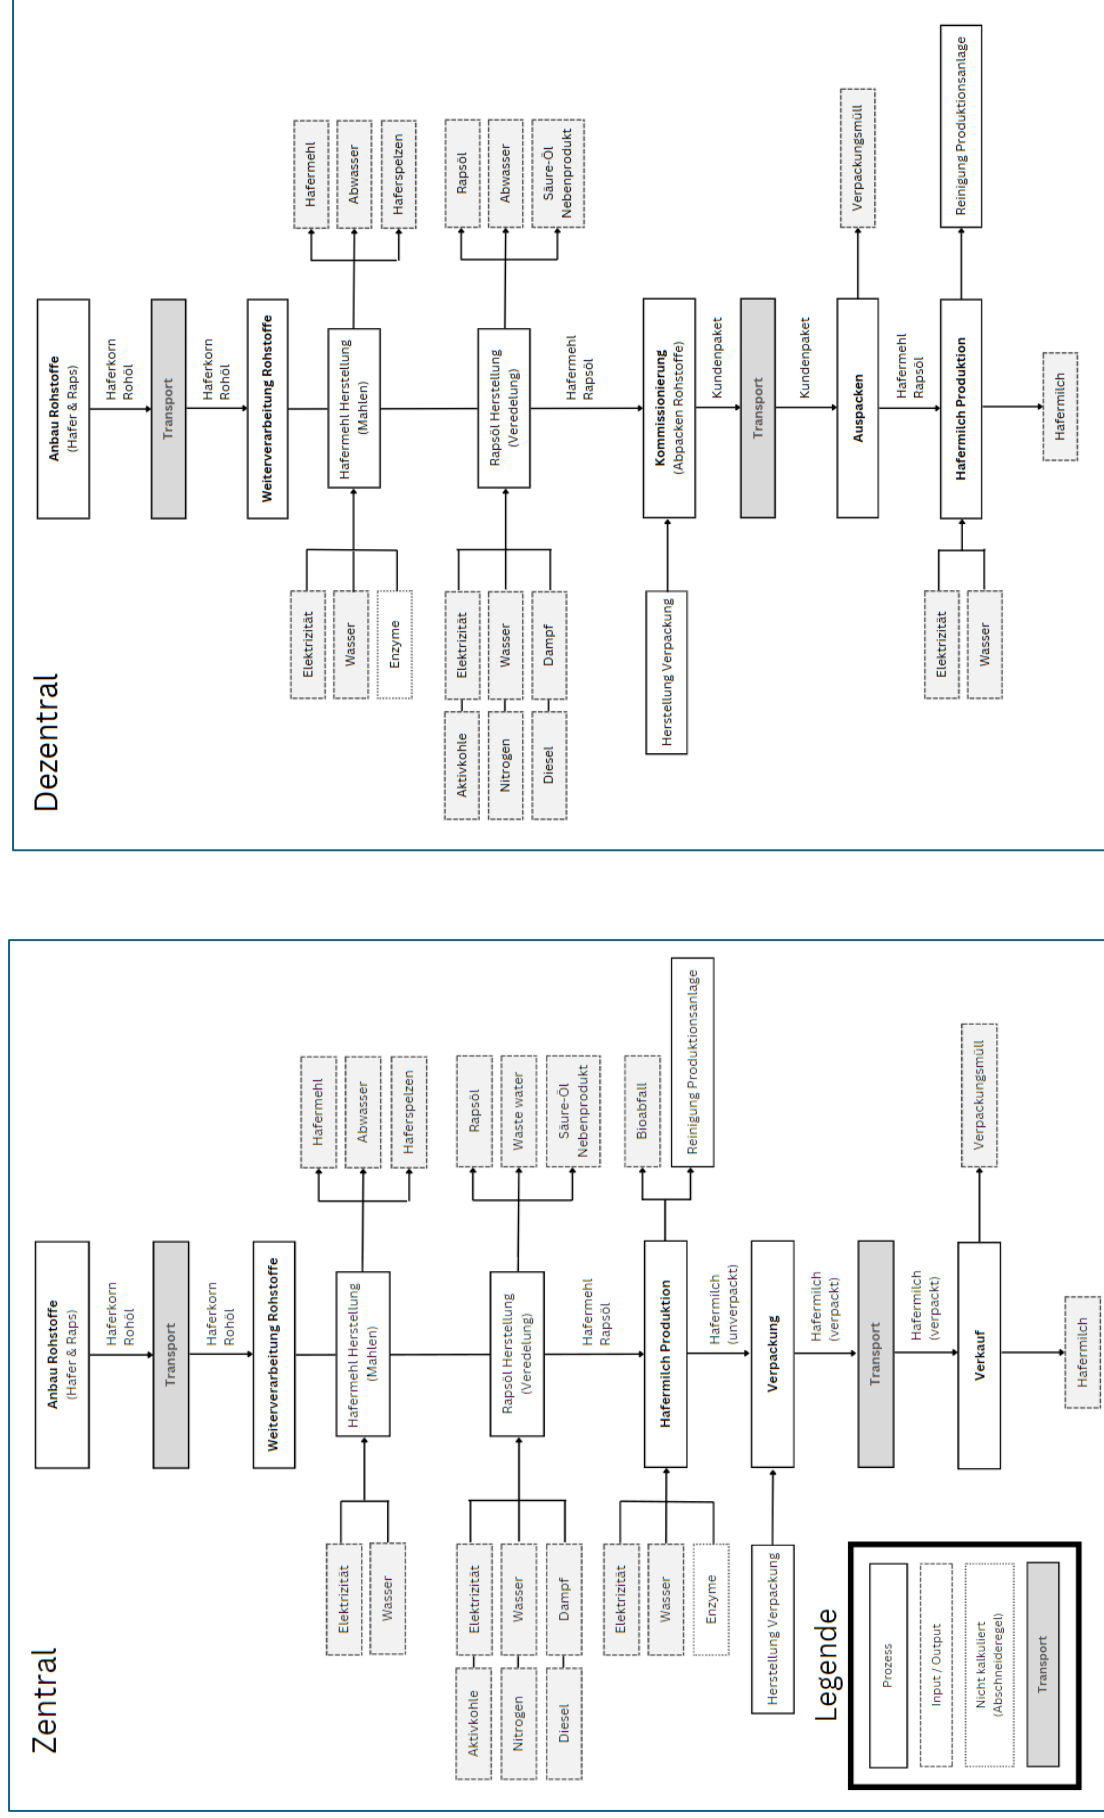 Zentral
Anbau Rohstoffe
(Hafer & Raps)
Haferkorn
Rohöl
Transport
Haferkorn
Rohöl
Weiterverarbeitung Rohstoffe
Elektrizität
Wasser
Hafermehl Herstellung
(Mahlen)
Hafermehl
Abwasser
Haferspelzen
Aktivkohle
Elektrizität
Nitrogen
Wasser
Diesel
Dampf
Rapsöl Herstellung
(Veredelung)
Rapsöl
Waste water
Säure-Öl
Nebenprodukt
Hafermehl
Rapsöl
Elektrizität
Wasser
Enzyme
Hafermilch Produktion
Bioabfall
Reinigung Produktionsanlage
Hafermilch
(unverpackt)
Herstellung Verpackung
Verpackung
Hafermilch
(verpackt)
Transport
Hafermilch
(verpackt)
Verkauf
Verpackungsmüll
Hafermilch
Legende
Prozess
Input / Output
Nicht kalkuliert
(Abschneideregel)
Transport
Dezentral
Anbau Rohstoffe
(Hafer & Raps)
Haferkorn
Rohöl
Transport
Haferkorn
Rohöl
Weiterverarbeitung Rohstoffe
Elektrizität
Wasser
Enzyme
Hafermehl Herstellung
(Mahlen)
Hafermehl
Abwasser
Haferspelzen
Aktivkohle
Elektrizität
Nitrogen
Wasser
Diesel
Dampf
Rapsöl Herstellung
(Veredelung)
Rapsöl
Abwasser
Säure-Öl
Nebenprodukt
Hafermehl
Rapsöl
Herstellung Verpackung
Kommissionierung
(Abpacken Rohstoffe)
Kundenpaket
Transport
Kundenpaket
Auspacken
Verpackungsmüll
Hafermehl
Rapsöl
Elektrizität
Wasser
Hafermilch Produktion
Reinigung Produktionsanlage
Hafermilch